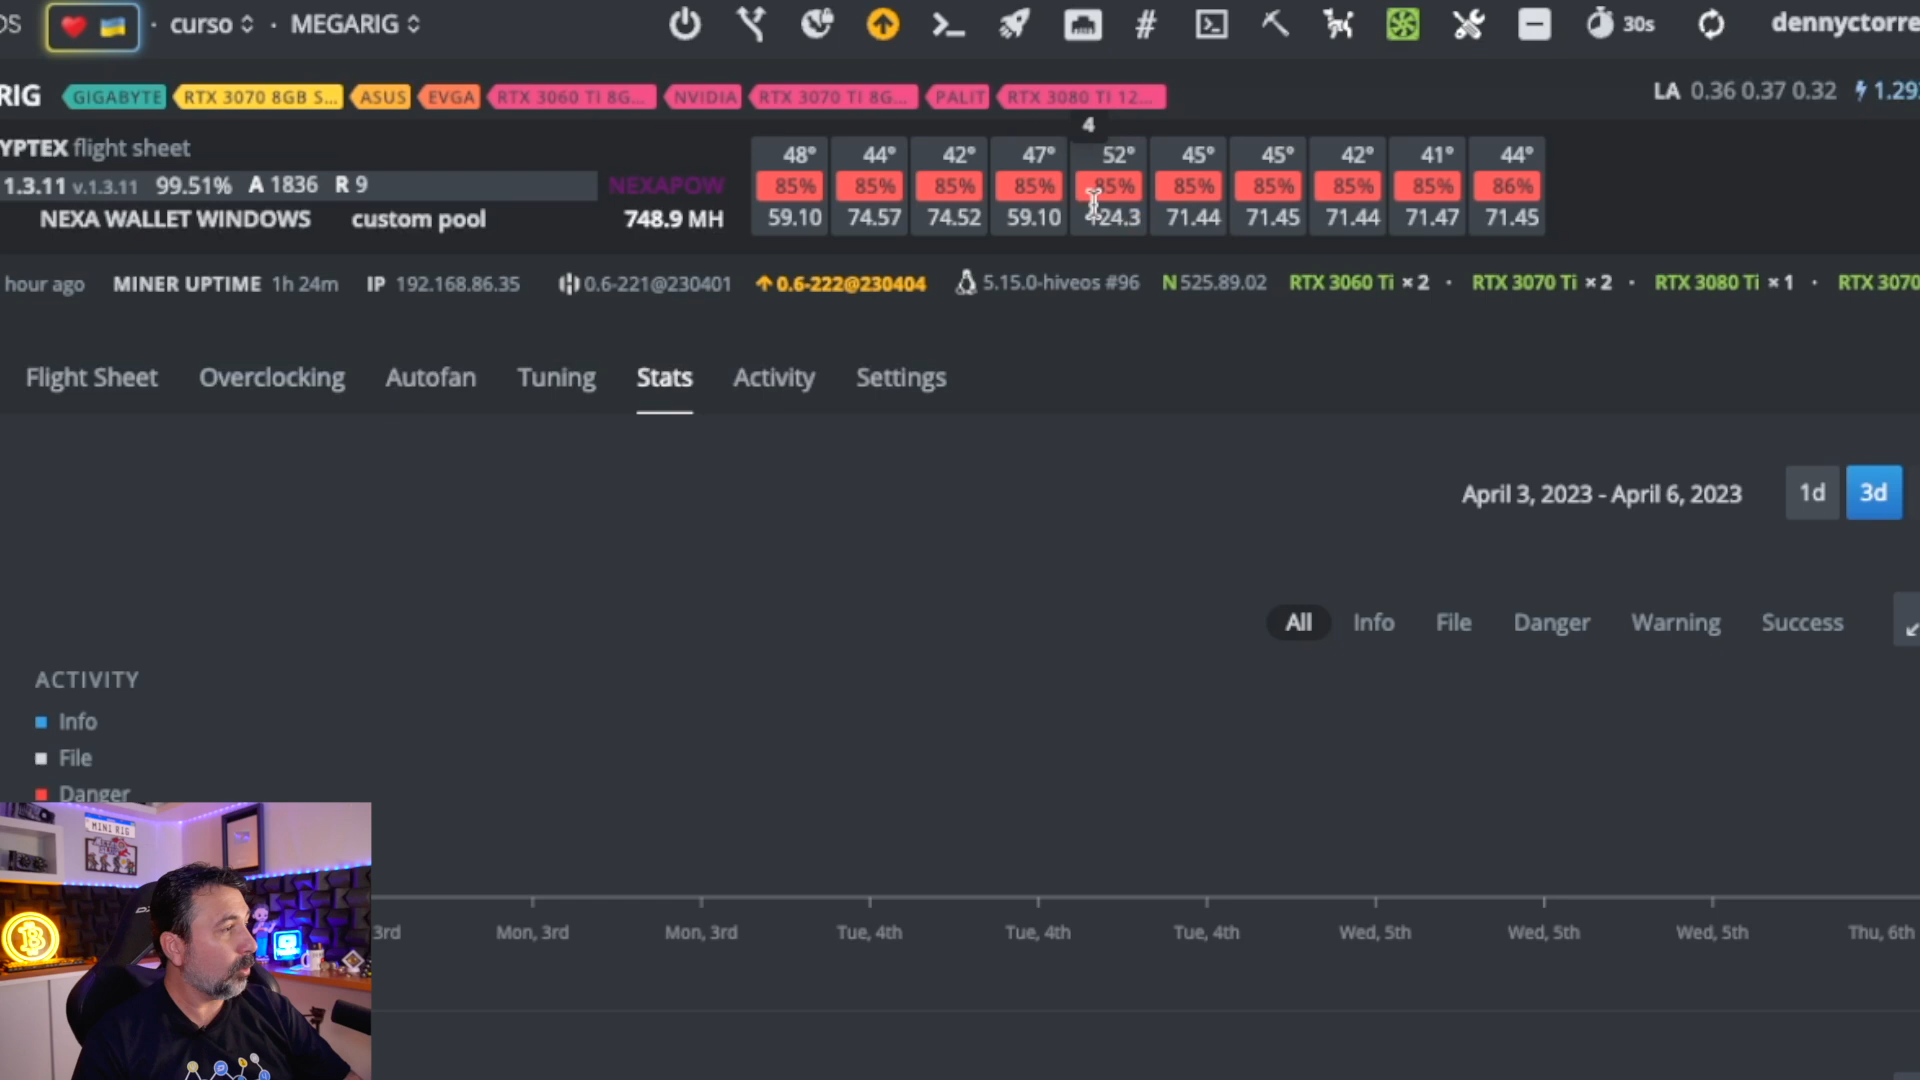 OS · curso · MEGARIG 30s dennyctorre
RIG GIGABYTE RTX 3070 8GB S... ASUS EVGA RTX 3060 TI 8G... NVIDIA RTX 3070 TI 8G... PALIT RTX 3080 TI 12... LA 0.36 0.37 0.32 1.29
4
YPTEX flight sheet 48° 44° 42° 47° 52° 45° 45° 42° 41° 44°
1.3.11 v.1.3.11 99.51% A 1836 R 9 NEXAPOW 85% 85% 85% 85% 85% 85% 85% 85% 85% 86%
NEXA WALLET WINDOWS custom pool 748.9 MH 59.10 74.57 74.52 59.10 124.3 71.44 71.45 71.44 71.47 71.45
hour ago MINER UPTIME 1h 24m IP 192.168.86.35 0.6-221@230401 0.6-222@230404 5.15.0-hiveos #96 N 525.89.02 RTX 3060 Ti × 2 · RTX 3070 Ti × 2 · RTX 3080 Ti × 1 · RTX 3070
Flight Sheet Overclocking Autofan Tuning Stats Activity Settings
April 3, 2023 - April 6, 2023 1d 3d
All Info File Danger Warning Success
ACTIVITY
Info
File
Danger
MINI RIG
3rd Mon, 3rd Mon, 3rd Tue, 4th Tue, 4th Tue, 4th Wed, 5th Wed, 5th Wed, 5th Thu, 6th